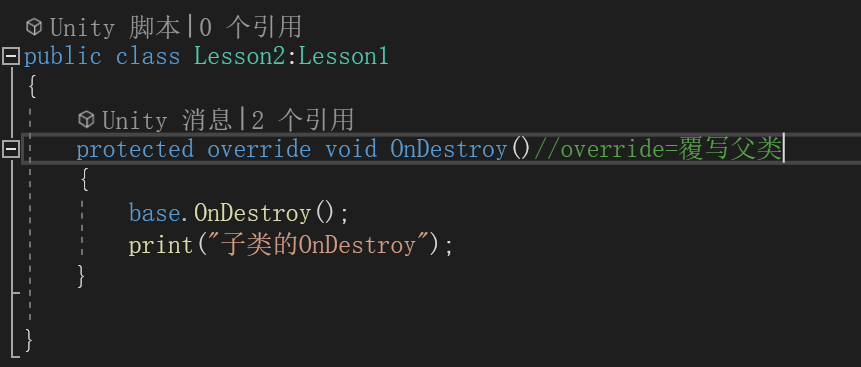 Unity 脚本|0 个引用
public class Lesson2:Lesson1
{
Unity 消息|2 个引用
protected override void OnDestroy()//override=覆写父类
{
base.OnDestroy();
print("子类的OnDestroy");
}
}